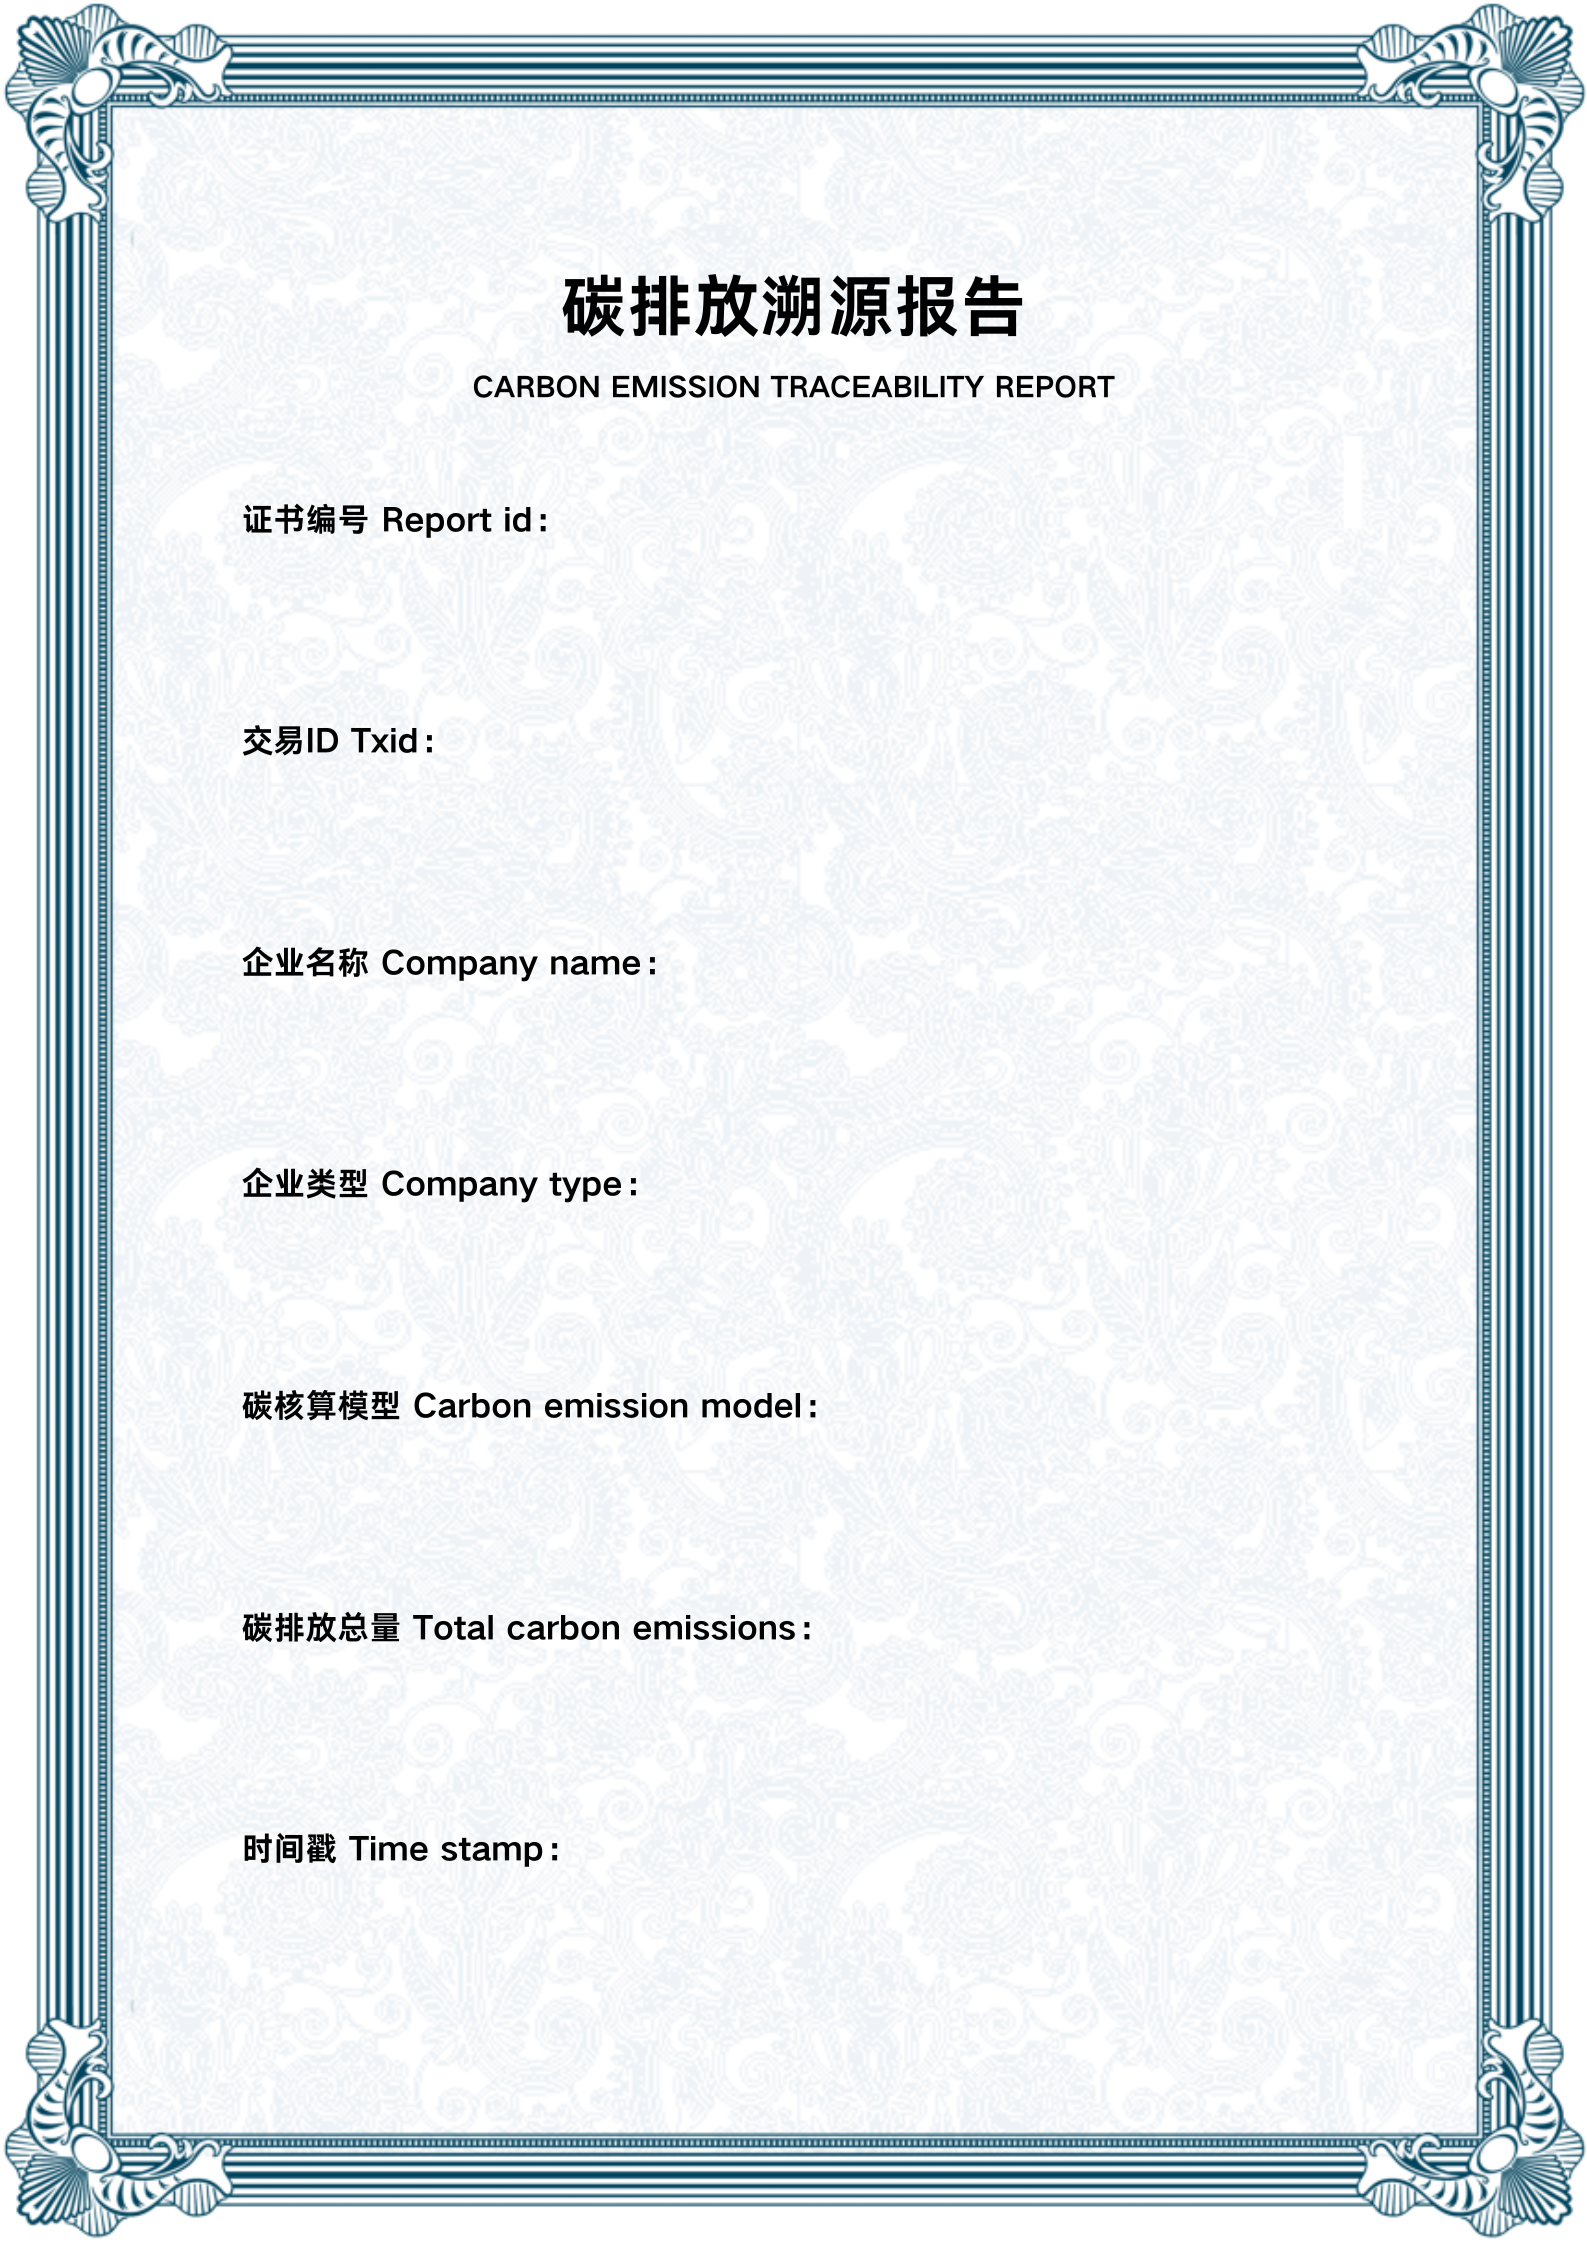 碳排放溯源报告
CARBON EMISSION TRACEABILITY REPORT
证书编号 Report id：
交易ID Txid：
企业名称 Company name：
企业类型 Company type：
碳核算模型 Carbon emission model：
碳排放总量 Total carbon emissions：
时间戳 Time stamp：